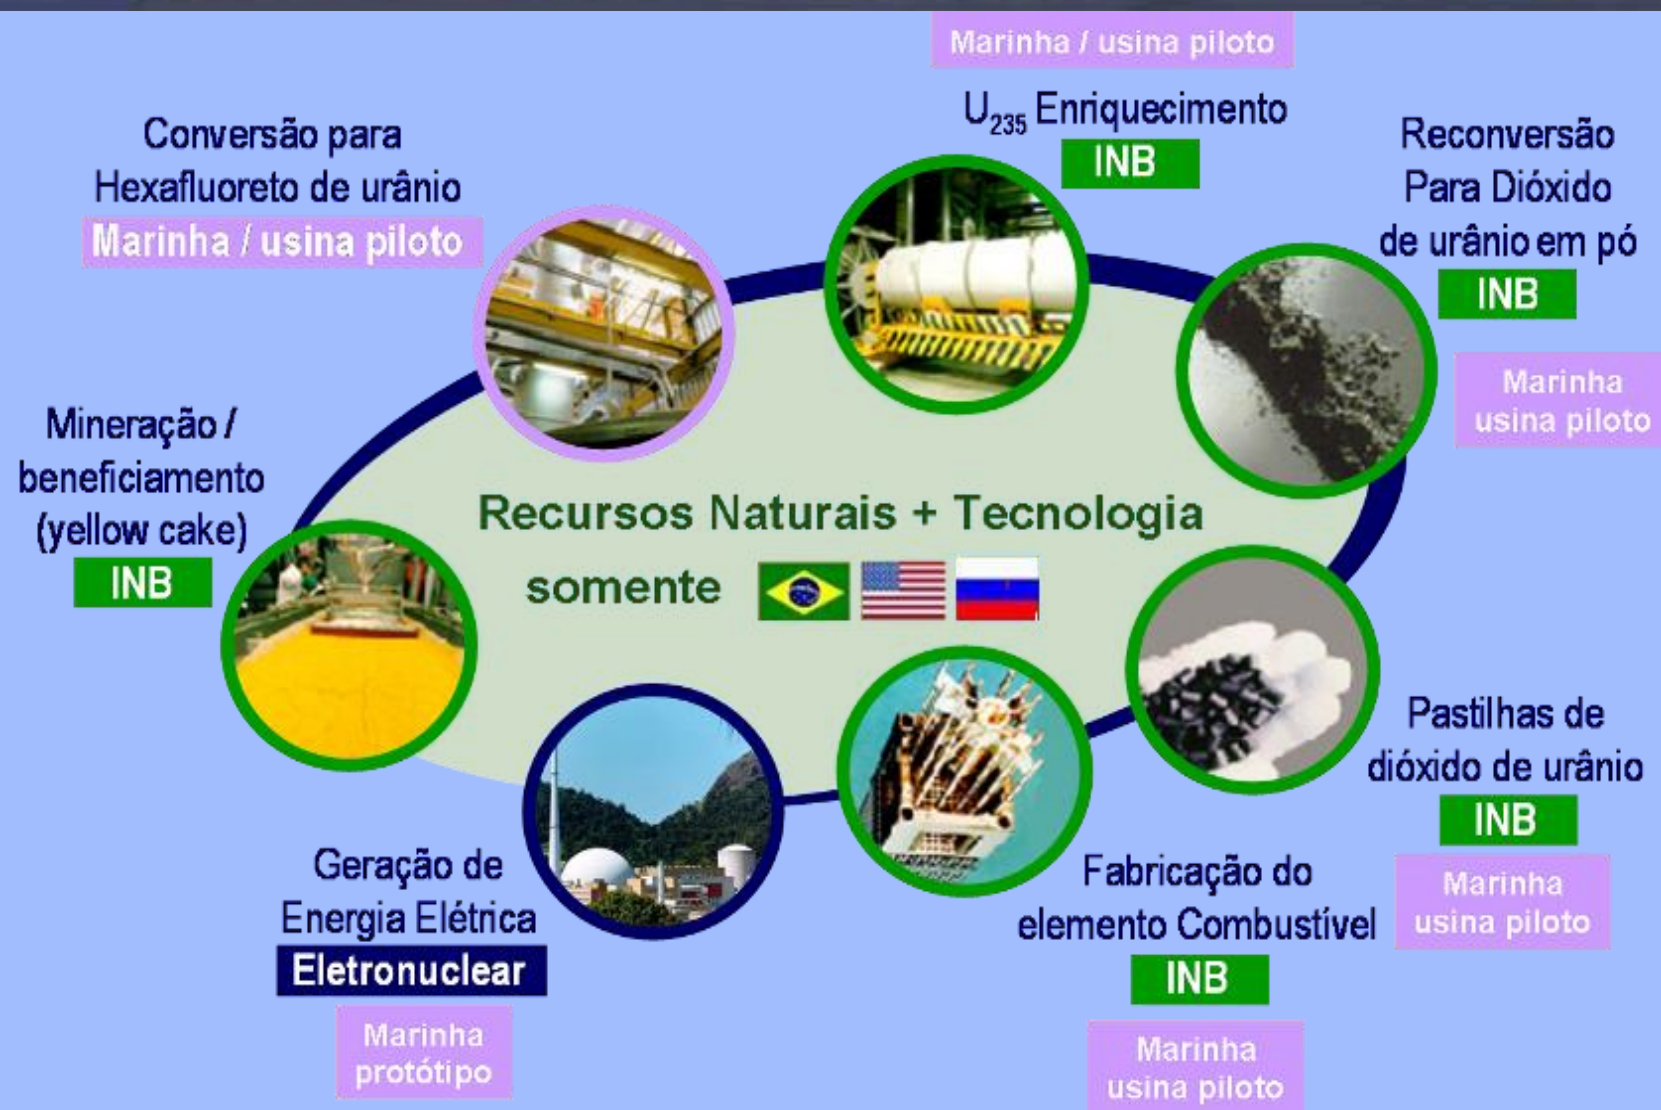 Marinha / usina piloto
U235 Enriquecimento
INB
Conversão para
Hexafluoreto de urânio
Marinha / usina piloto
Reconversão
Para Dióxido
de urânio em pó
INB
Marinha
usina piloto
Mineração /
beneficiamento
(yellow cake)
INB
Recursos Naturais + Tecnologia
somente
Pastilhas de
dióxido de urânio
INB
Marinha
usina piloto
Fabricação do
elemento Combustível
INB
Marinha
usina piloto
Geração de
Energia Elétrica
Eletronuclear
Marinha
protótipo